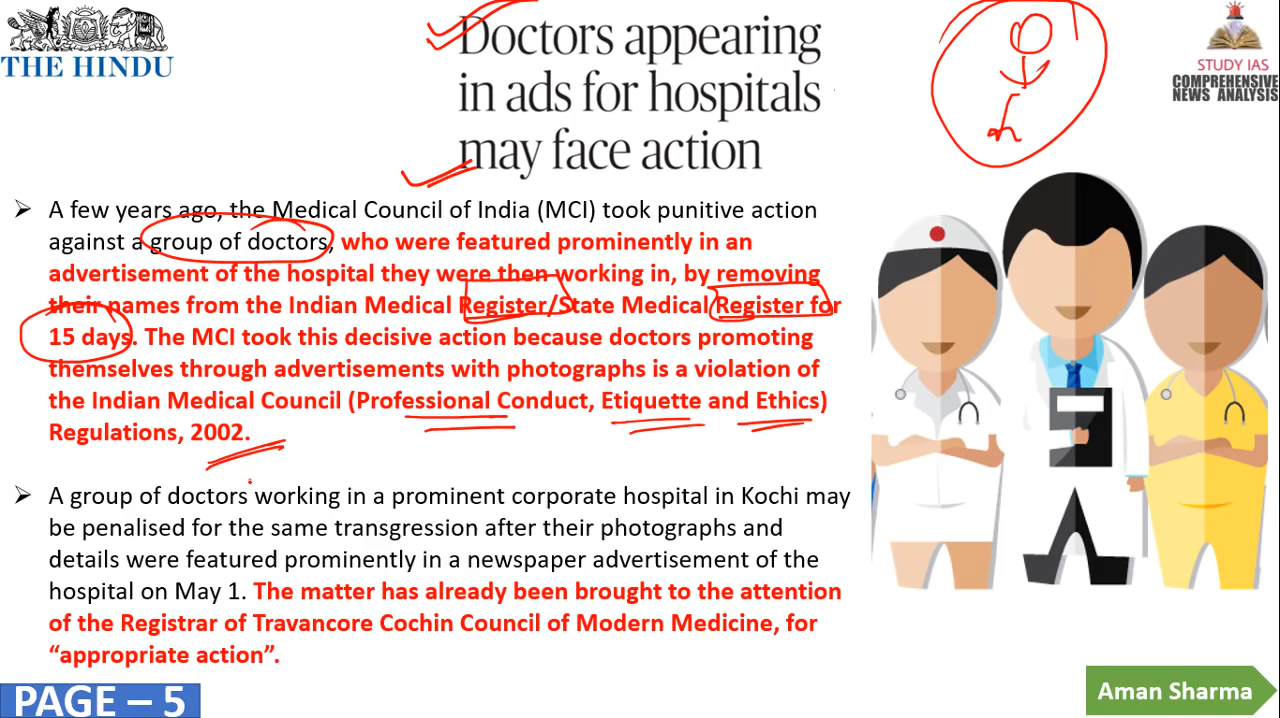 THE HINDU
Doctors appearing
in ads for hospitals
may face action
STUDY IAS
COMPREHENSIVE
NEWS ANALYSIS
➢ A few years ago, the Medical Council of India (MCI) took punitive action
against a group of doctors, who were featured prominently in an
advertisement of the hospital they were then working in, by removing
their names from the Indian Medical Register/State Medical Register for
15 days. The MCI took this decisive action because doctors promoting
themselves through advertisements with photographs is a violation of
the Indian Medical Council (Professional Conduct, Etiquette and Ethics)
Regulations, 2002.
➢ A group of doctors working in a prominent corporate hospital in Kochi may
be penalised for the same transgression after their photographs and
details were featured prominently in a newspaper advertisement of the
hospital on May 1. The matter has already been brought to the attention
of the Registrar of Travancore Cochin Council of Modern Medicine, for
“appropriate action”.
PAGE – 5
Aman Sharma